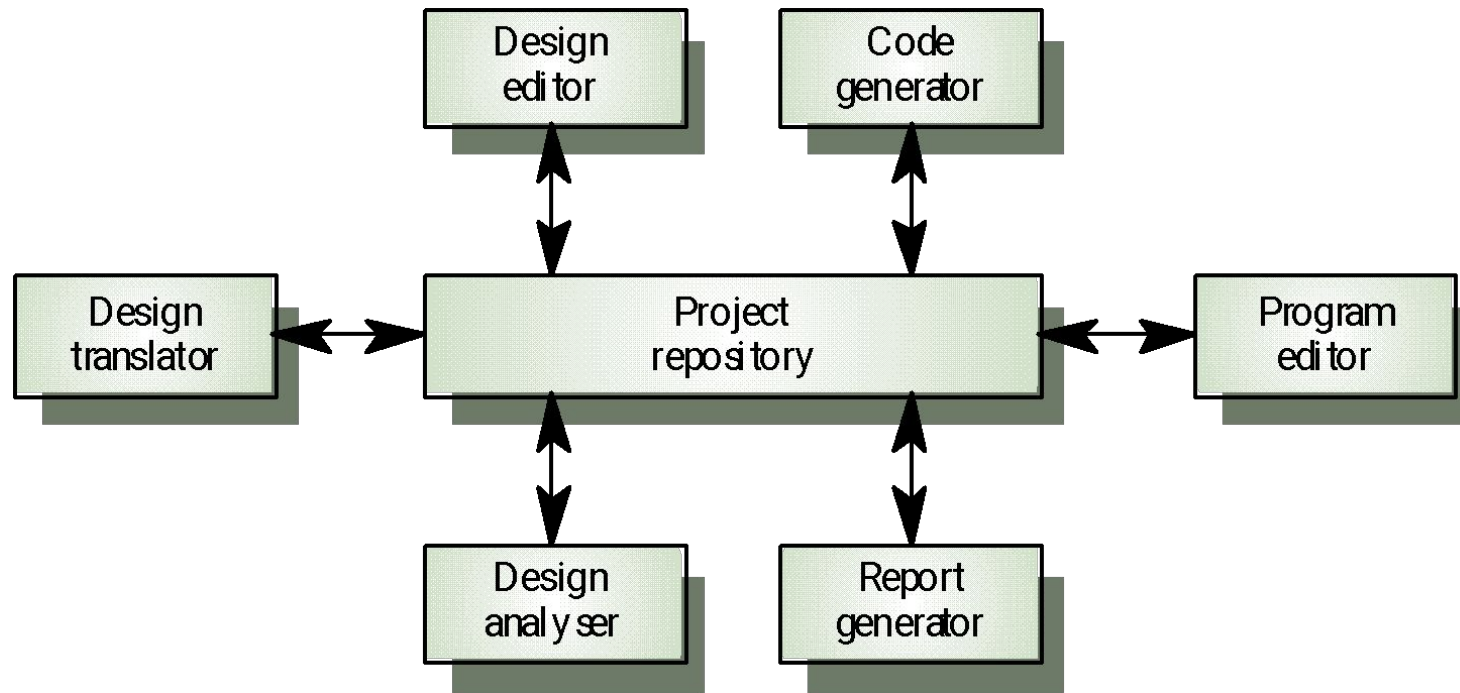 Design
editor
Code
generator
Design
translator
Project
repository
Program
editor
Design
analyser
Report
generator